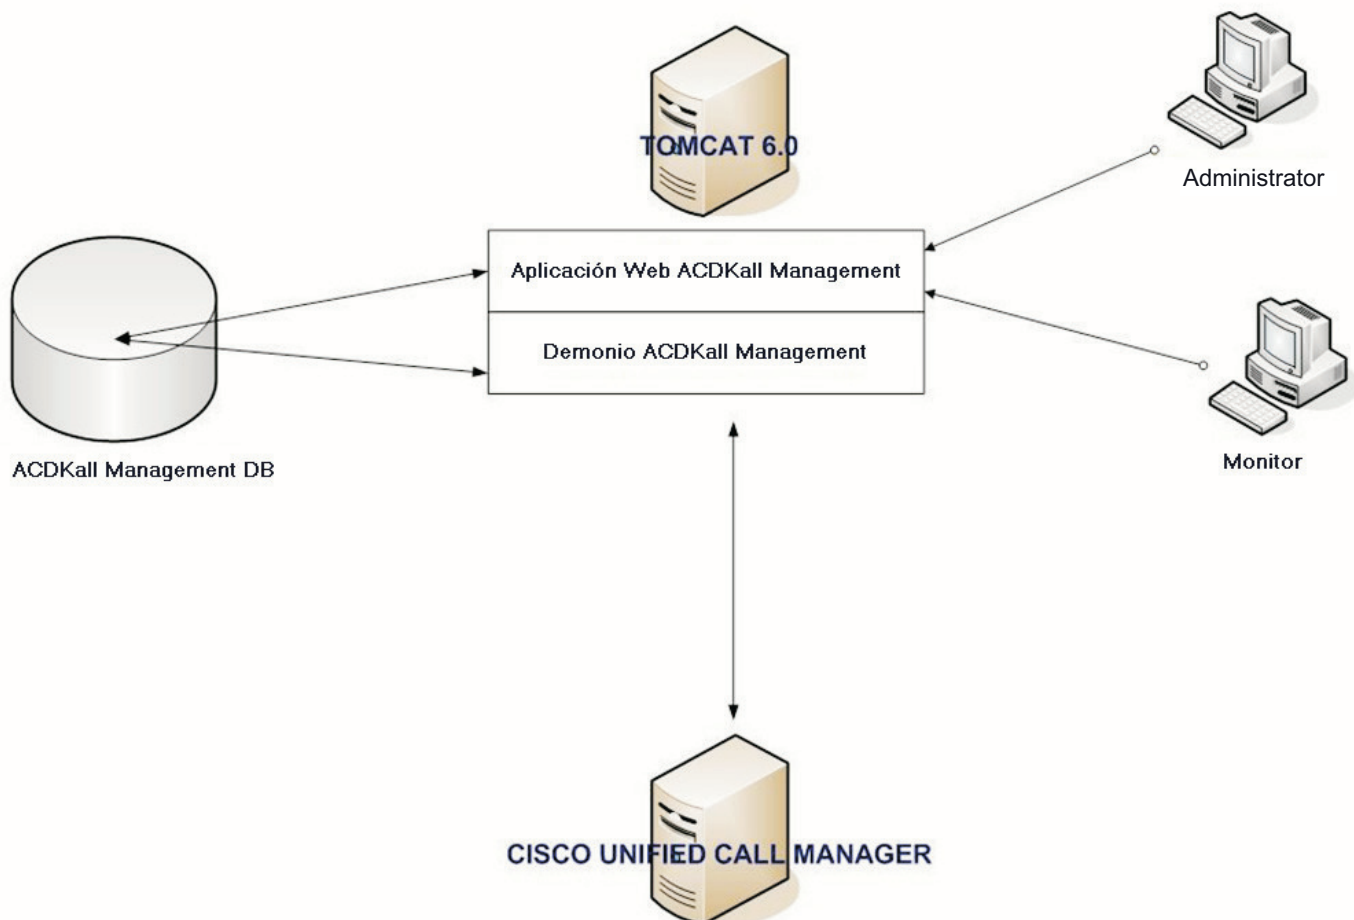 TOMCAT 6.0
Administrator
Aplicación Web ACDKall Management
Demonio ACDKall Management
ACDKall Management DB
Monitor
CISCO UNIFIED CALL MANAGER